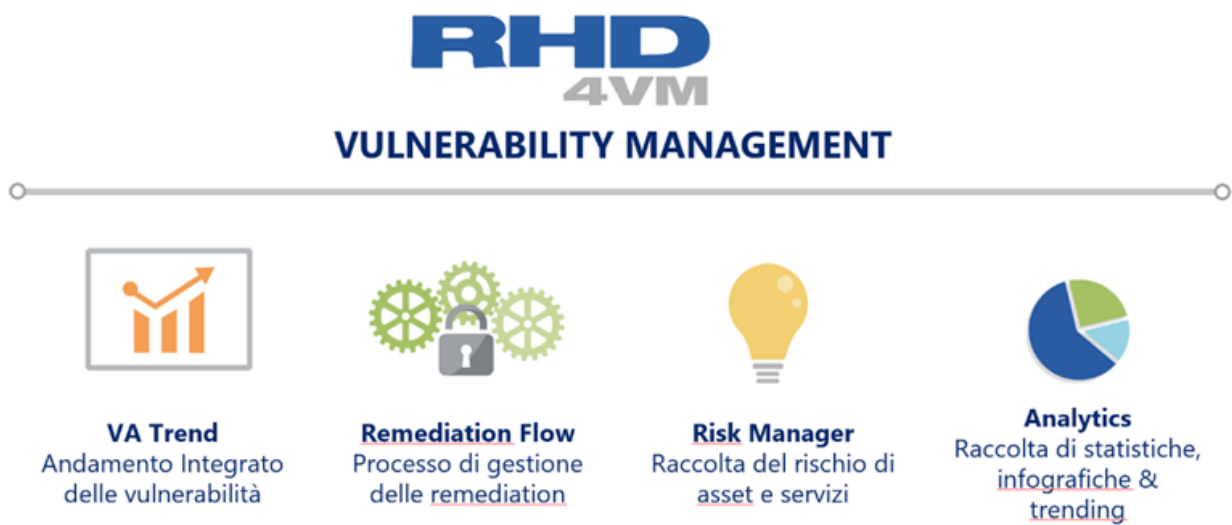 RHD
4VM
VULNERABILITY MANAGEMENT
VA Trend
Andamento Integrato
delle vulnerabilità
Remediation Flow
Processo di gestione
delle remediation
Risk Manager
Raccolta del rischio di
asset e servizi
Analytics
Raccolta di statistiche,
infografiche &
trending